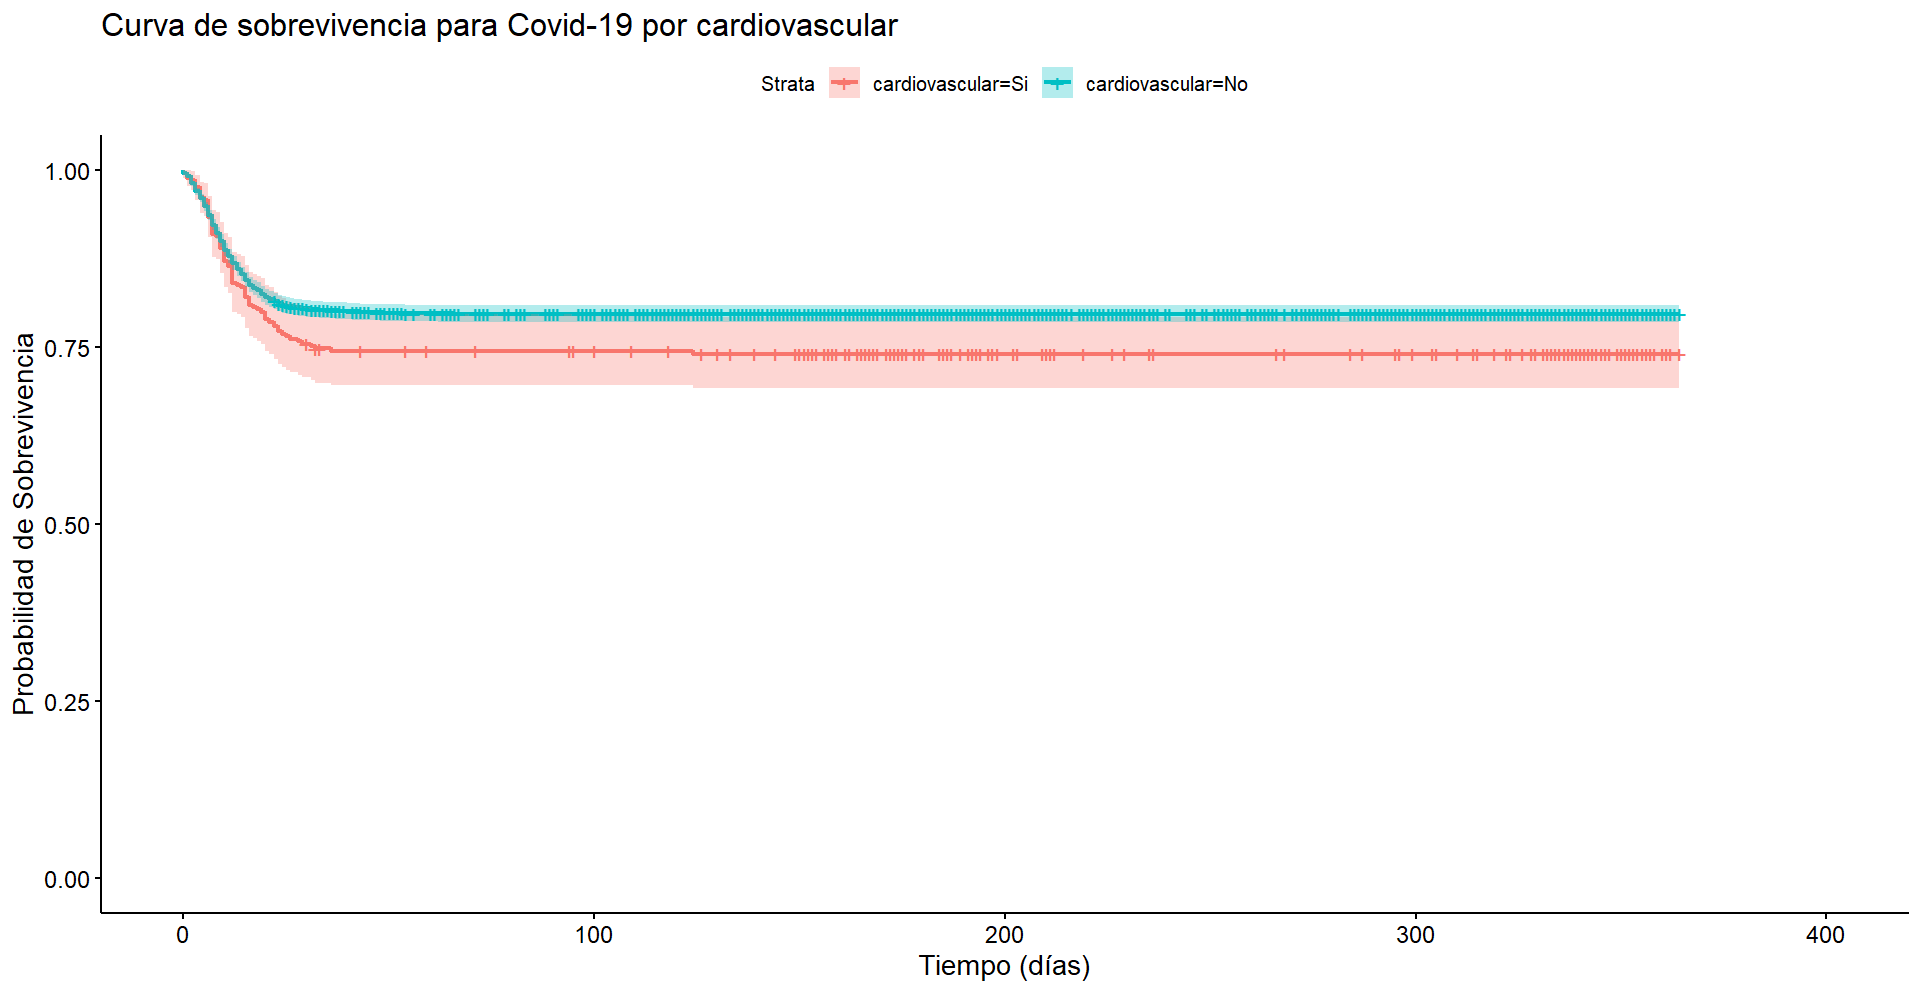 Curva de sobrevivencia para Covid-19 por cardiovascular
Strata cardiovascular=Si cardiovascular=No
Probabilidad de Sobrevivencia
1.00
0.75
0.50
0.25
0.00
0 100 200 300 400
Tiempo (días)